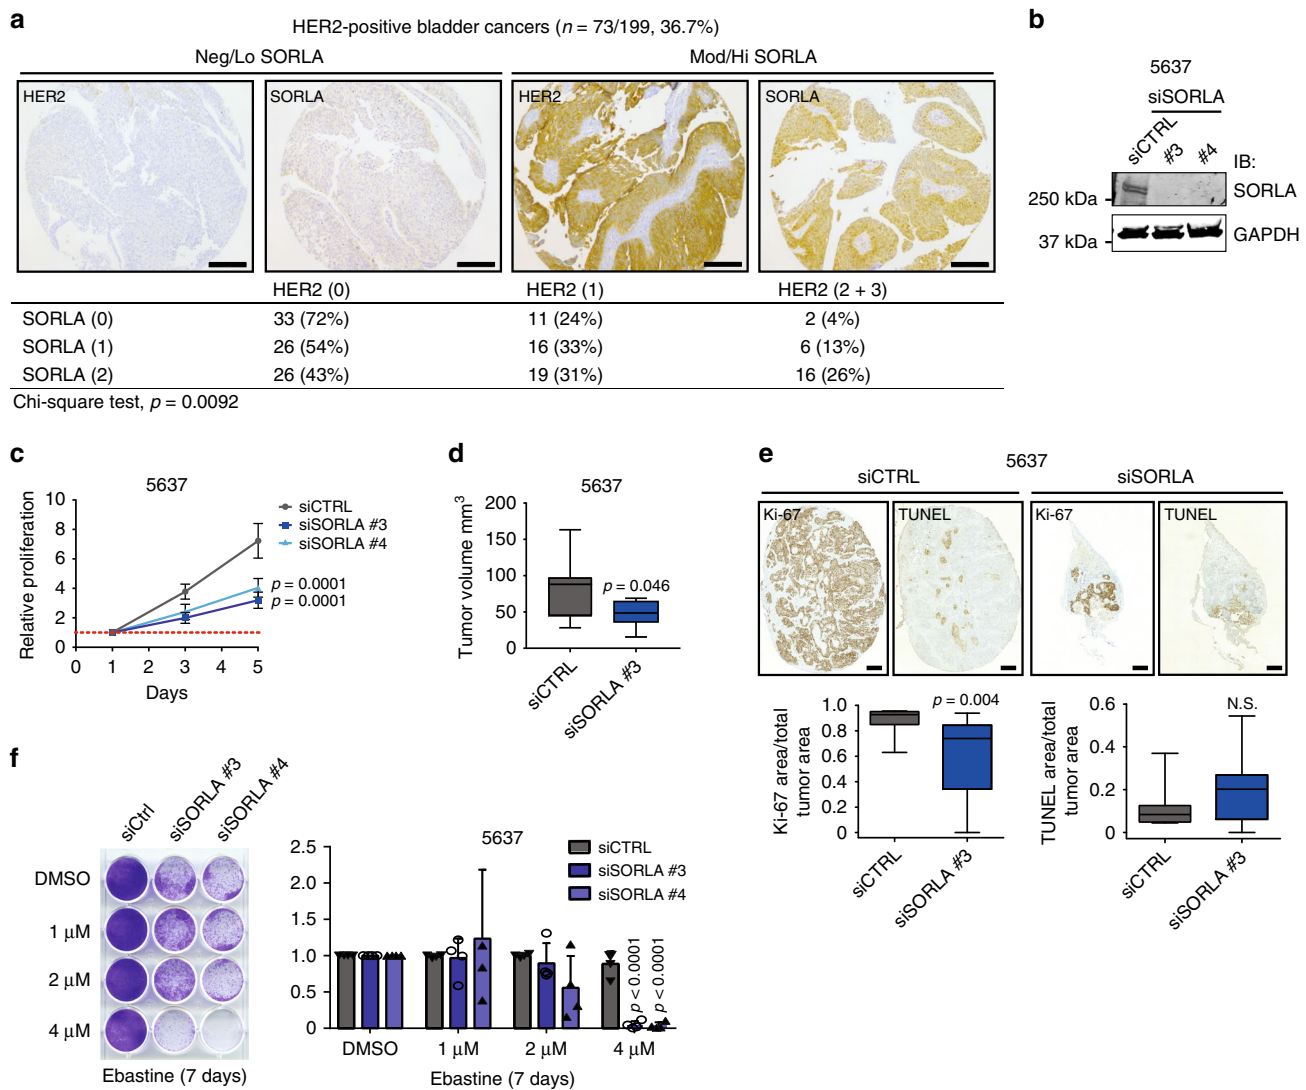 a
HER2-positive bladder cancers (n = 73/199, 36.7%)
Neg/Lo SORLA
Mod/Hi SORLA
HER2
SORLA
HER2
SORLA
HER2 (0) HER2 (1) HER2 (2 + 3)
SORLA (0) 33 (72%) 11 (24%) 2 (4%)
SORLA (1) 26 (54%) 16 (33%) 6 (13%)
SORLA (2) 26 (43%) 19 (31%) 16 (26%)
Chi-square test, p = 0.0092
b
5637
siSORLA
siCTRL
#3
#4
IB:
250 kDa
SORLA
37 kDa
GAPDH
c
5637
Relative proliferation
10
8
6
4
2
0
0 1 2 3 4 5
Days
siCTRL
siSORLA #3
siSORLA #4
p = 0.0001
p = 0.0001
d
5637
Tumor volume mm³
200
150
100
50
0
p = 0.046
siCTRL
siSORLA #3
e
5637
siCTRL
siSORLA
Ki-67
TUNEL
Ki-67
TUNEL
Ki-67 area/total
tumor area
1.0
0.8
0.6
0.4
0.2
0
p = 0.004
siCTRL
siSORLA #3
TUNEL area/total
tumor area
0.6
0.4
0.2
0
N.S.
siCTRL
siSORLA #3
f
siCtrl
siSORLA #3
siSORLA #4
DMSO
1 μM
2 μM
4 μM
Ebastine (7 days)
5637
2.5
2.0
1.5
1.0
0.5
0
siCTRL
siSORLA #3
siSORLA #4
p < 0.0001
p < 0.0001
DMSO
1 μM
2 μM
4 μM
Ebastine (7 days)